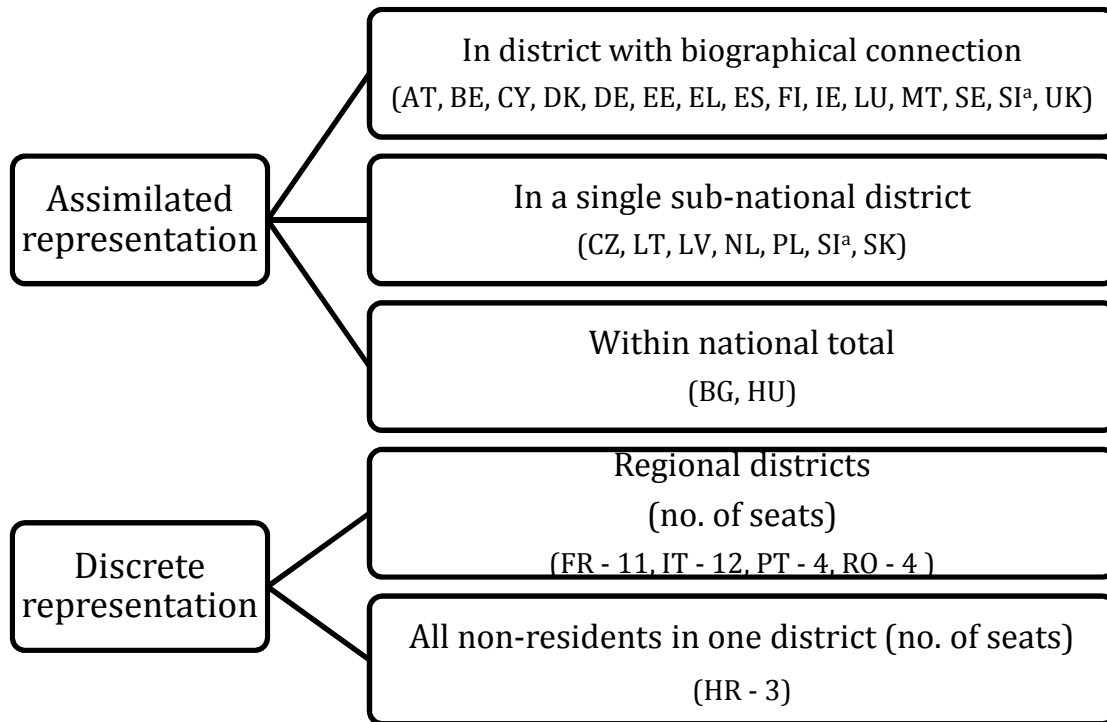 Assimilated
representation
In district with biographical connection
(AT, BE, CY, DK, DE, EE, EL, ES, FI, IE, LU, MT, SE, SIᵃ, UK)
In a single sub-national district
(CZ, LT, LV, NL, PL, SIᵃ, SK)
Within national total
(BG, HU)
Discrete
representation
Regional districts
(no. of seats)
(FR - 11, IT - 12, PT - 4, RO - 4 )
All non-residents in one district (no. of seats)
(HR - 3)